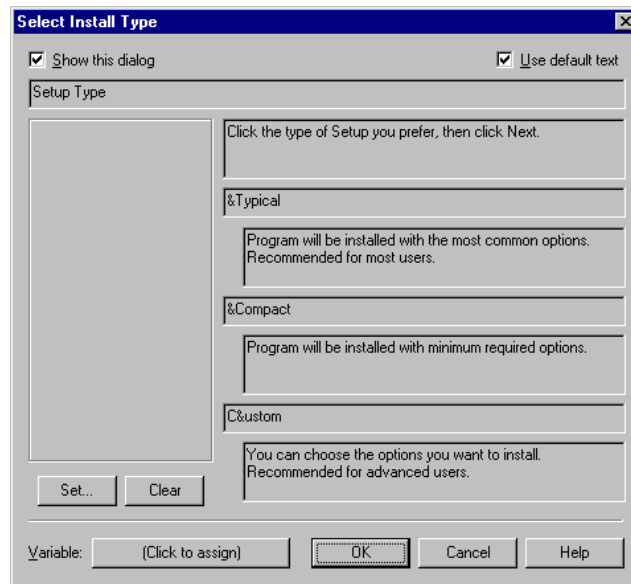 Select Install Type
Show this dialog
Use default text
Setup Type
Click the type of Setup you prefer, then click Next.
&Typical
Program will be installed with the most common options.
Recommended for most users.
&Compact
Program will be installed with minimum required options.
C&ustom
You can choose the options you want to install.
Recommended for advanced users.
Set...
Clear
Variable:
(Click to assign)
OK
Cancel
Help